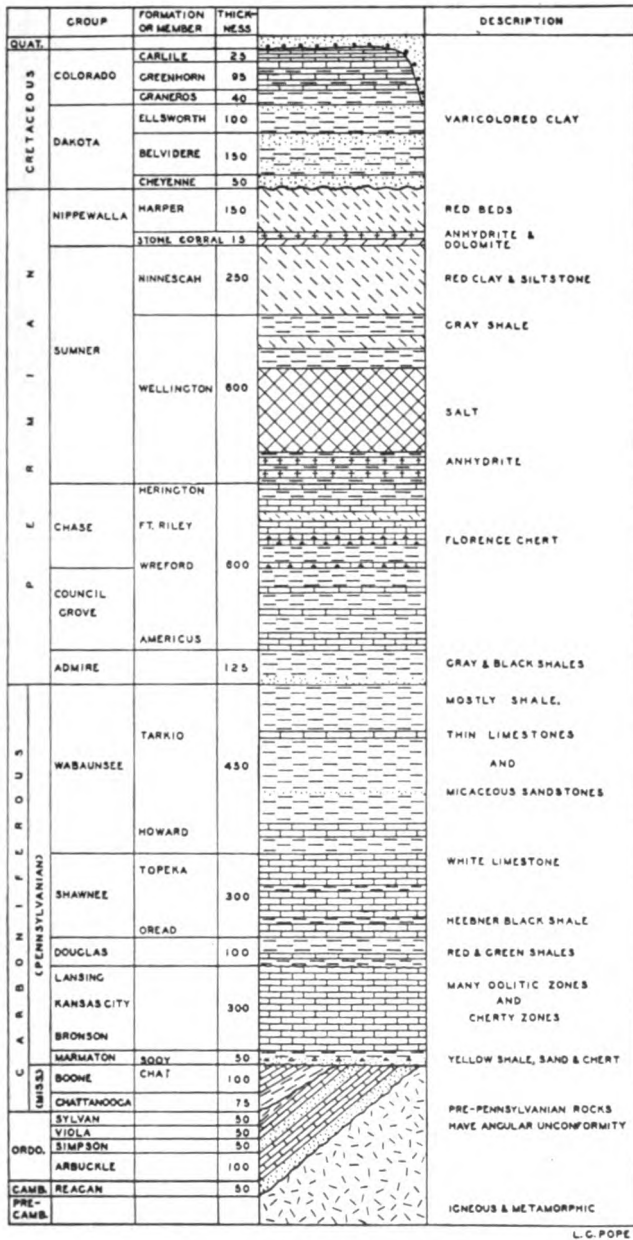 GROUP FORMATION OR MEMBER THICK-NESS DESCRIPTION
QUAT.
CRETACEOUS
COLORADO
CARLILE 25
GREENHORN 95
GRANEROS 40
DAKOTA
ELLSWORTH 100 VARICOLORED CLAY
BELVIDERE 150
CHEYENNE 50
PERMIAN
NIPPEWALLA HARPER 150 RED BEDS
STONE CORRAL 15 ANHYDRITE & DOLOMITE
SUMNER
NINNESCAH 250 RED CLAY & SILTSTONE
GRAY SHALE
WELLINGTON 600
SALT
ANHYDRITE
HERINGTON
CHASE FT. RILEY
FLORENCE CHERT
WREFORD 600
COUNCIL GROVE
AMERICUS
ADMIRE 125 GRAY & BLACK SHALES
CARBONIFEROUS
(PENNSYLVANIAN)
MOSTLY SHALE,
TARKIO THIN LIMESTONES
WABAUNSEE 450 AND
MICACEOUS SANDSTONES
HOWARD
TOPEKA WHITE LIMESTONE
SHAWNEE 300
OREAD HEEBNER BLACK SHALE
DOUGLAS 100 RED & GREEN SHALES
LANSING MANY OOLITIC ZONES
KANSAS CITY 300 AND
CHERTY ZONES
BRONSON
MARMATON SOOY 50 YELLOW SHALE, SAND & CHERT
(MISS.)
BOONE CHAT 100
CHATTANOOGA 75
PRE-PENNSYLVANIAN ROCKS
HAVE ANGULAR UNCONFORMITY
ORDO.
SYLVAN 50
VIOLA 50
SIMPSON 50
ARBUCKLE 100
CAMB. REAGAN 50
PRE-CAMB. IGNEOUS & METAMORPHIC
L.C. POPE